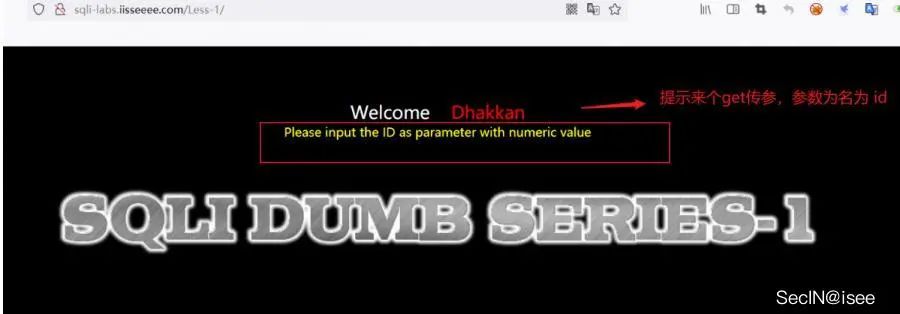 sqli-labs.iisseeee.com/Less-1/
提示来个get传参，参数为名为 id
Welcome Dhakkan
Please input the ID as parameter with numeric value
SQLI DUMB SERIES-1
SecIN@isee